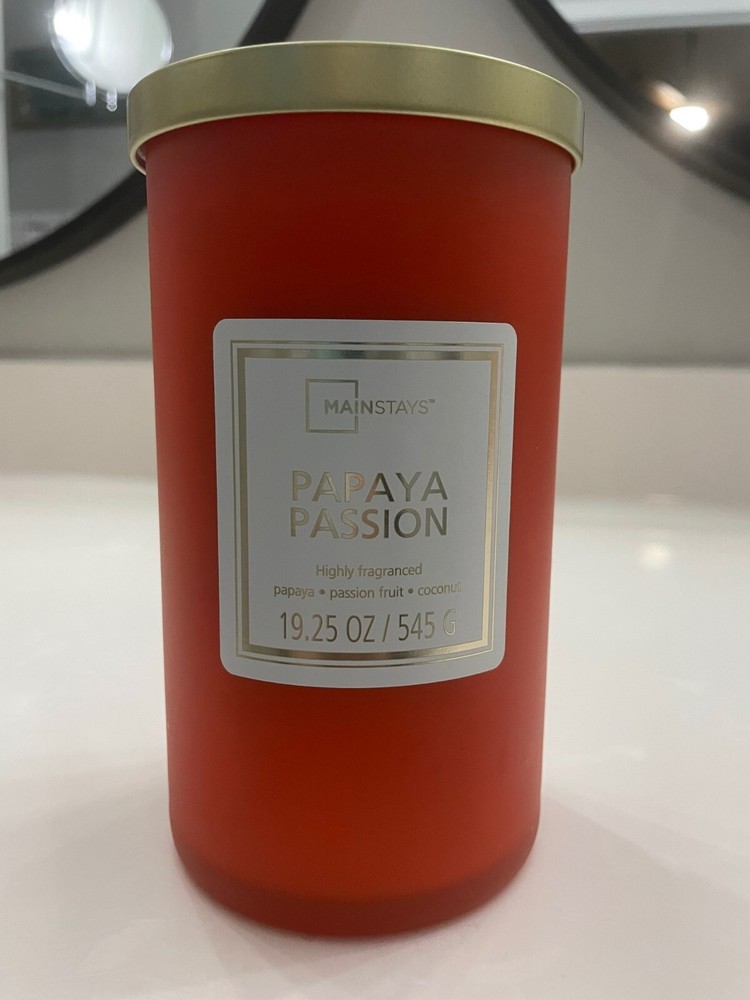 MAINSTAYS™
PAPAYA
PASSION
Highly fragranced
papaya • passion fruit • coconut
19.25 OZ / 545 G